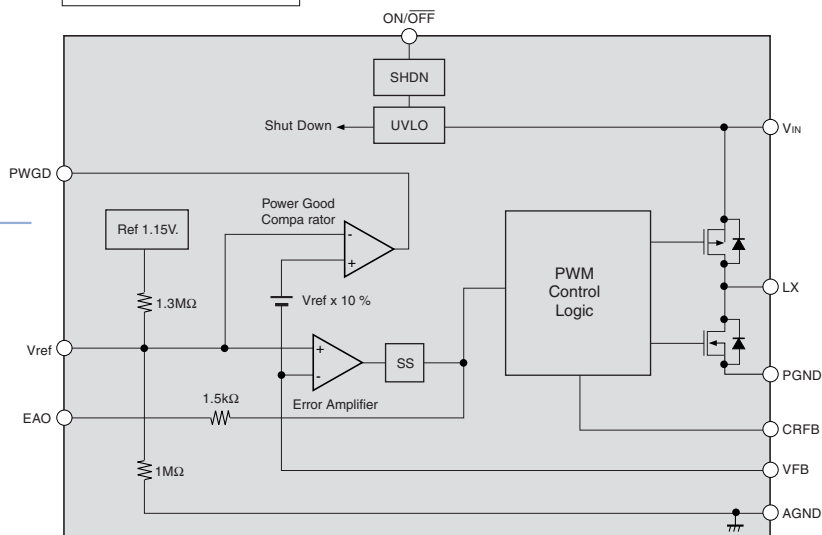 ON/OFF
SHDN
Shut Down
UVLO
VIN
PWGD
Power Good
Compa rator
Ref 1.15V.
-
+
PWM
Control
Logic
LX
1.3MΩ
Vref x 10 %
Vref
+
-
SS
PGND
1.5kΩ
Error Amplifier
EAO
CRFB
1MΩ
VFB
AGND